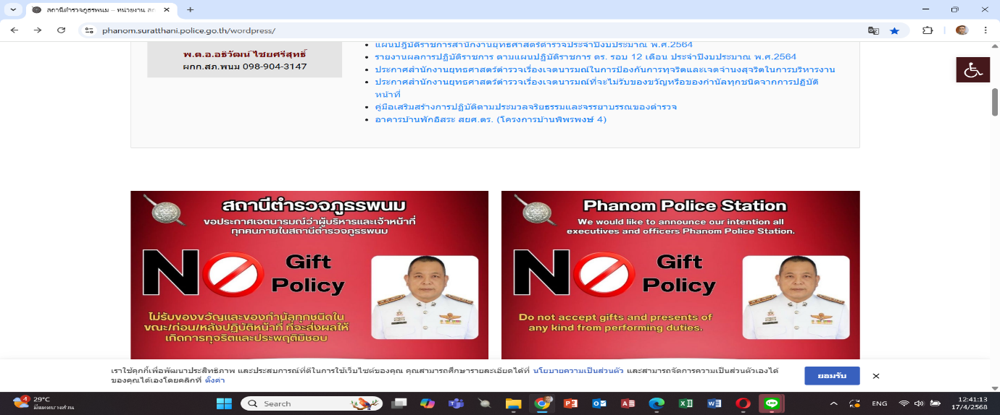 สถานีตำรวจภูธรพนม – หน่วยงาน สถ
phanom.suratthani.police.go.th/wordpress/
พ.ต.อ.อธิวัฒน์ ไชยศรีสุทธิ์
ผกก.สภ.พนม 098-904-3147
แผนปฏิบัติราชการสำนักงานยุทธศาสตร์ตำรวจประจำปีงบประมาณ พ.ศ.2564
รายงานผลการปฏิบัติราชการ ตามแผนปฏิบัติราชการ ตร. รอบ 12 เดือน ประจำปีงบประมาณ พ.ศ.2564
ประกาศสำนักงานยุทธศาสตร์ตำรวจเรื่องเจตนารมณ์ในการป้องกันการทุจริตและเจตจำนงสุจริตในการบริหารงาน
ประกาศสำนักงานยุทธศาสตร์ตำรวจเรื่องเจตนารมณ์ที่จะไม่รับของขวัญหรือของกำนัลทุกชนิดจากการปฏิบัติ
หน้าที่
คู่มือเสริมสร้างการปฏิบัติตามประมวลจริยธรรมและจรรยาบรรณของตำรวจ
อาคารบ้านพักอิสระ สยศ.ตร. (โครงการบ้านพิพรพงษ์ 4)
สถานีตำรวจภูธรพนม
ขอประกาศเจตนารมณ์ว่าผู้บริหารและเจ้าหน้าที่
ทุกคนภายในสถานีตำรวจภูธรพนม
NO Gift
Policy
ไม่รับของขวัญและของกำนัลทุกชนิดใน
ขณะ/ก่อน/หลังปฏิบัติหน้าที่ ที่จะส่งผลให้
เกิดการทุจริตและประพฤติมิชอบ
Phanom Police Station
We would like to announce our intention all
executives and officers Phanom Police Station.
NO Gift
Policy
Do not accept gifts and presents of
any kind from performing duties.
เราใช้คุกกี้เพื่อพัฒนาประสิทธิภาพ และประสบการณ์ที่ดีในการใช้เว็บไซต์ของคุณ คุณสามารถศึกษารายละเอียดได้ที่ นโยบายความเป็นส่วนตัว และสามารถจัดการความเป็นส่วนตัวเองได้
ของคุณได้เองโดยคลิกที่ ตั้งค่า
ยอมรับ
4
29°C
มีแดดบางส่วน
Search
ENG
12:41:13
17/4/2568